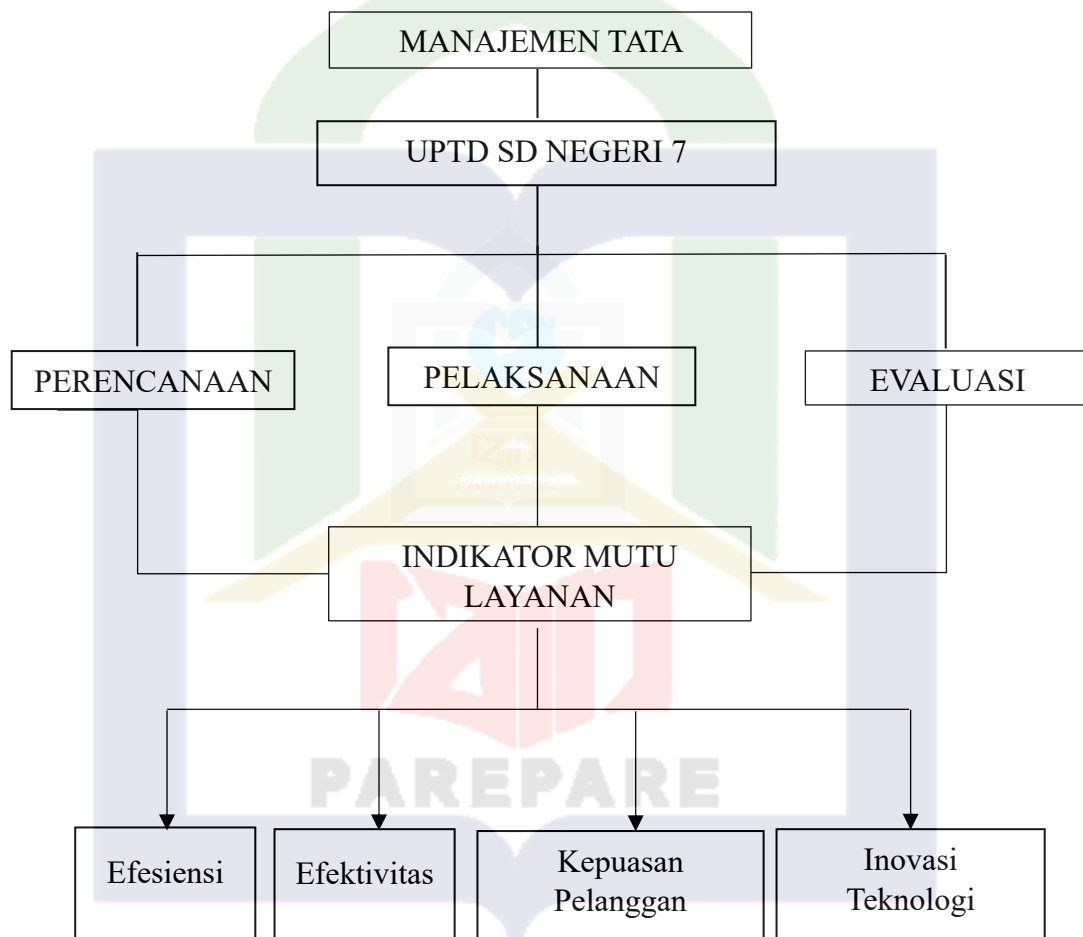 MANAJEMEN TATA
UPTD SD NEGERI 7
PERENCANAAN
PELAKSANAAN
EVALUASI
INDIKATOR MUTU
LAYANAN
PAREPARE
PAREPARE
Efesiensi
Efektivitas
Kepuasan
Pelanggan
Inovasi
Teknologi